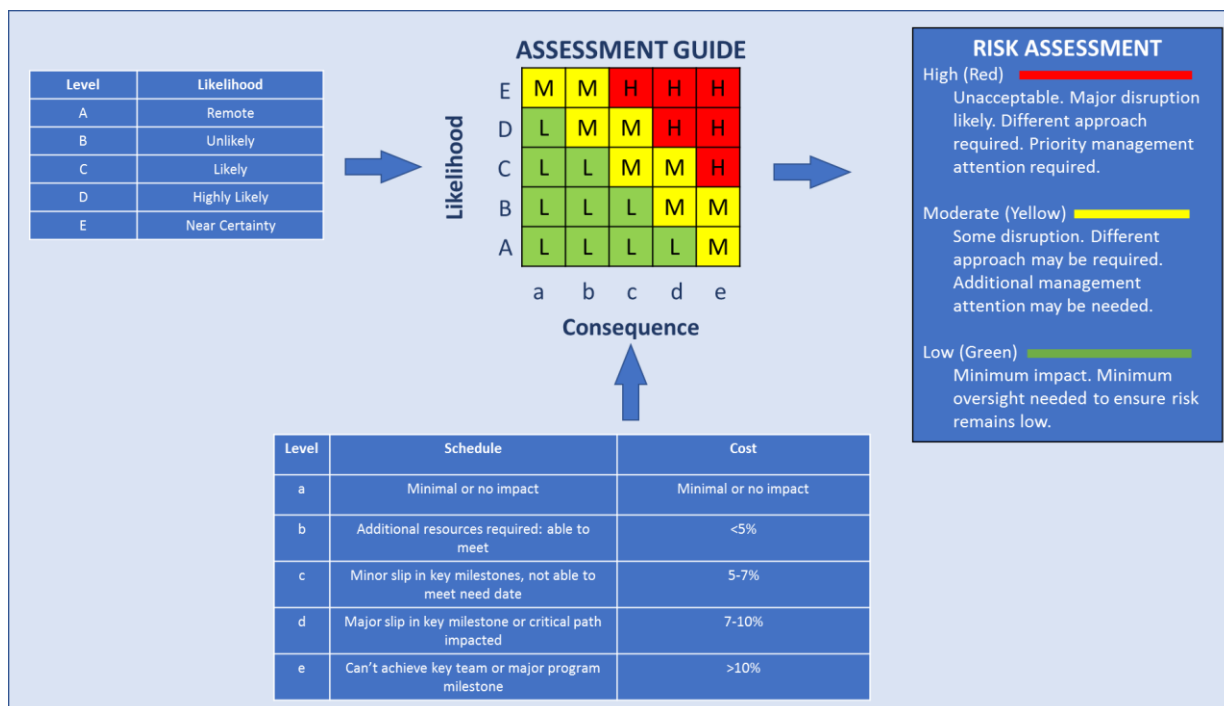 Level Likelihood
A Remote
B Unlikely
C Likely
D Highly Likely
E Near Certainty
ASSESSMENT GUIDE
Likelihood
E M M H H H
D L M M H H
C L L M M H
B L L L M M
A L L L L M
a b c d e
Consequence
Level Schedule Cost
a Minimal or no impact Minimal or no impact
b Additional resources required: able to <5%
meet
c Minor slip in key milestones, not able to 5-7%
meet need date
d Major slip in key milestone or critical path 7-10%
impacted
e Can't achieve key team or major program >10%
milestone
RISK ASSESSMENT
High (Red)
Unacceptable. Major disruption
likely. Different approach
required. Priority management
attention required.
Moderate (Yellow)
Some disruption. Different
approach may be required.
Additional management
attention may be needed.
Low (Green)
Minimum impact. Minimum
oversight needed to ensure risk
remains low.